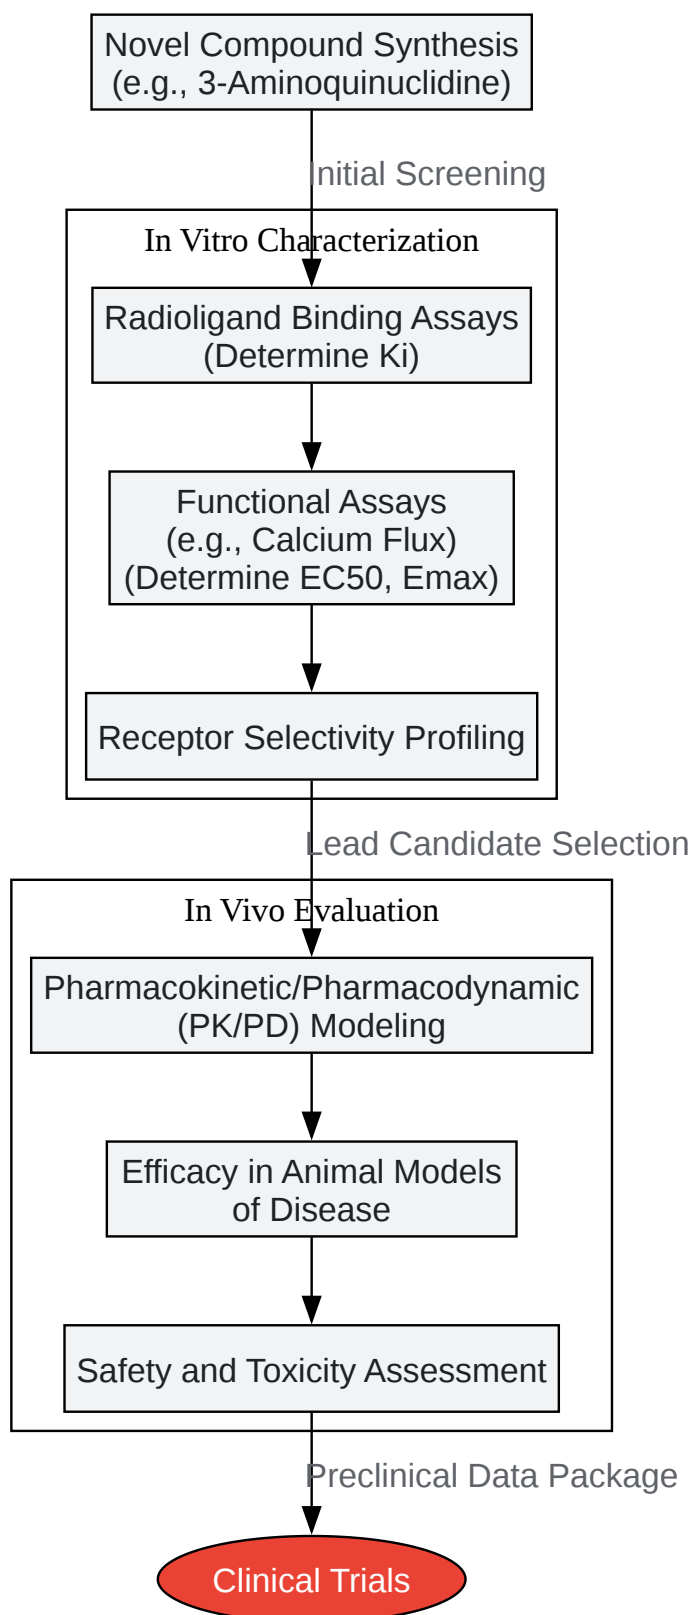 Novel Compound Synthesis
(e.g., 3-Aminoquinuclidine)
Initial Screening
In Vitro Characterization
Radioligand Binding Assays
(Determine Ki)
Functional Assays
(e.g., Calcium Flux)
(Determine EC50, Emax)
Receptor Selectivity Profiling
Lead Candidate Selection
In Vivo Evaluation
Pharmacokinetic/Pharmacodynamic
(PK/PD) Modeling
Efficacy in Animal Models
of Disease
Safety and Toxicity Assessment
Preclinical Data Package
Clinical Trials